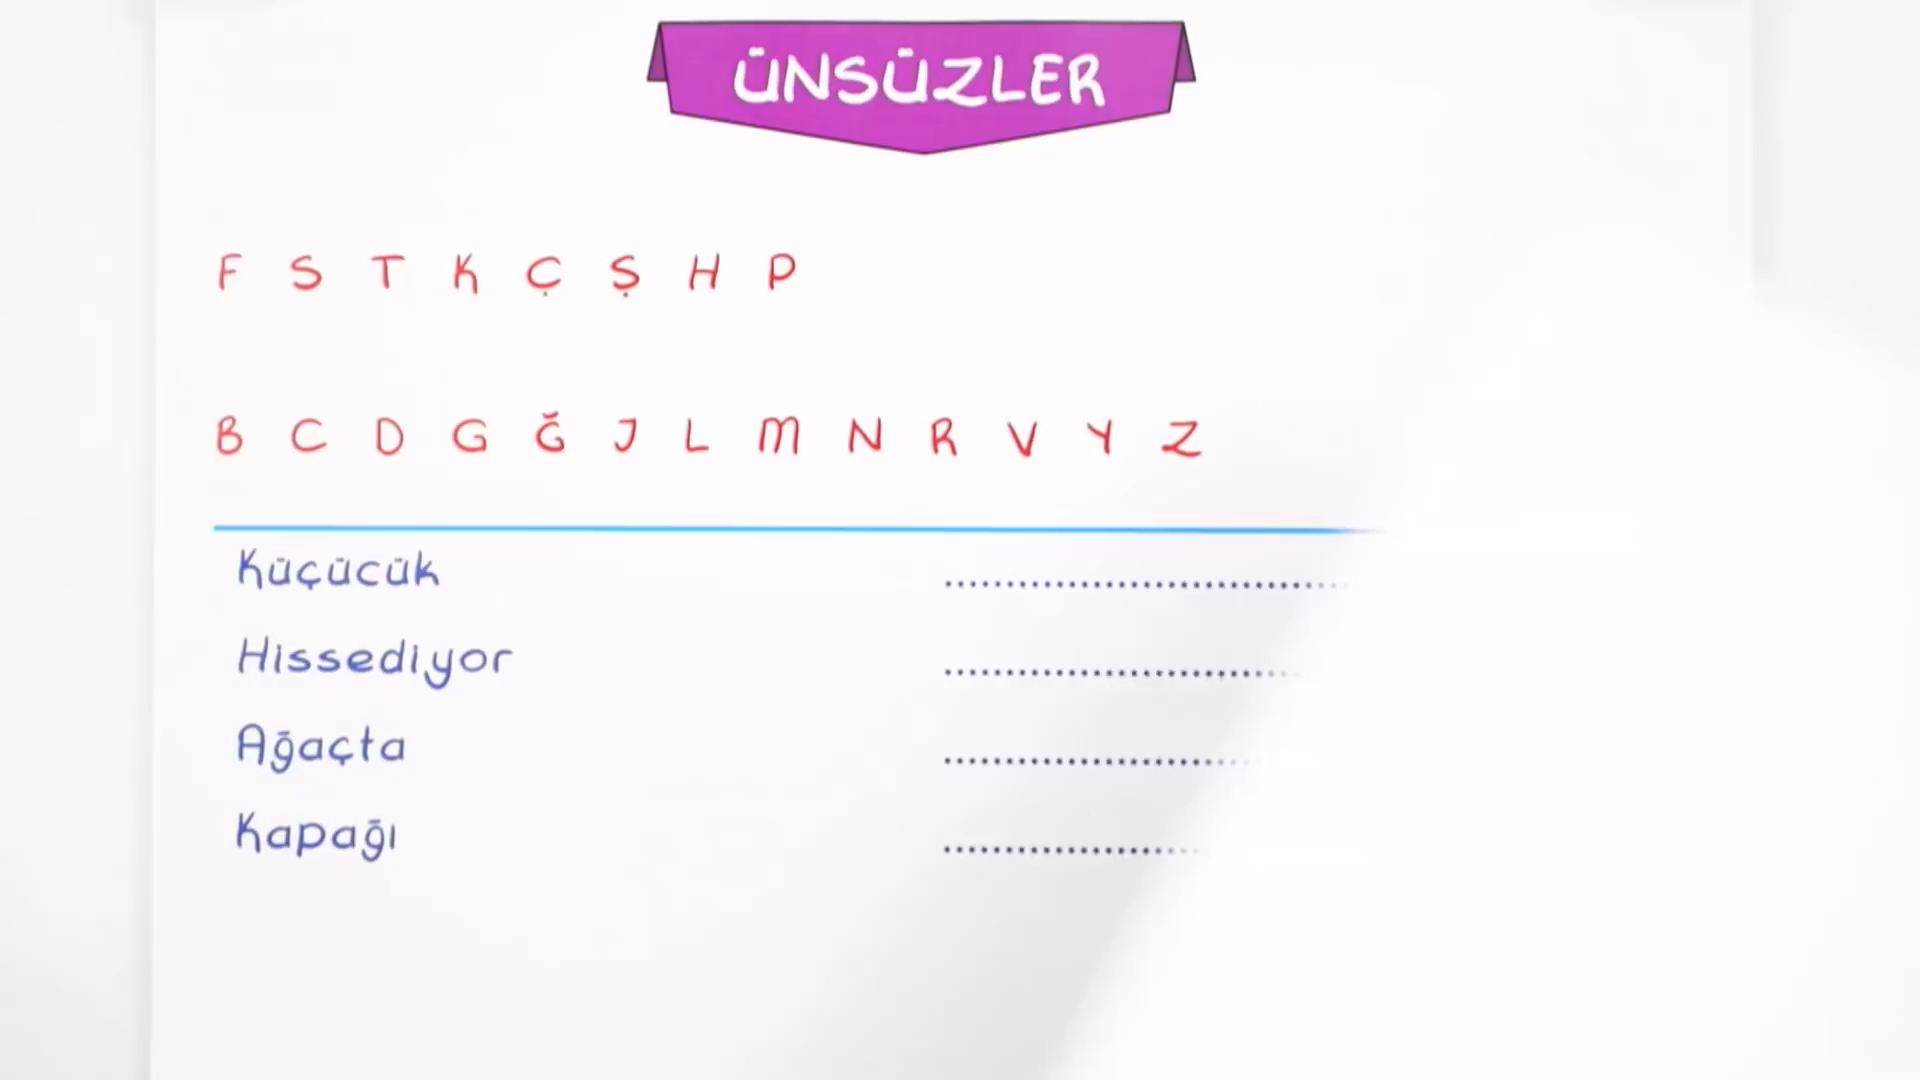 ÜNSÜZLER
F S T K Ç Ş H P
B C D G Ğ J L M N R V Y Z
Küçücük ..................................
Hissediyor ..............................
Ağaçta ..........................
Kapağı ......................